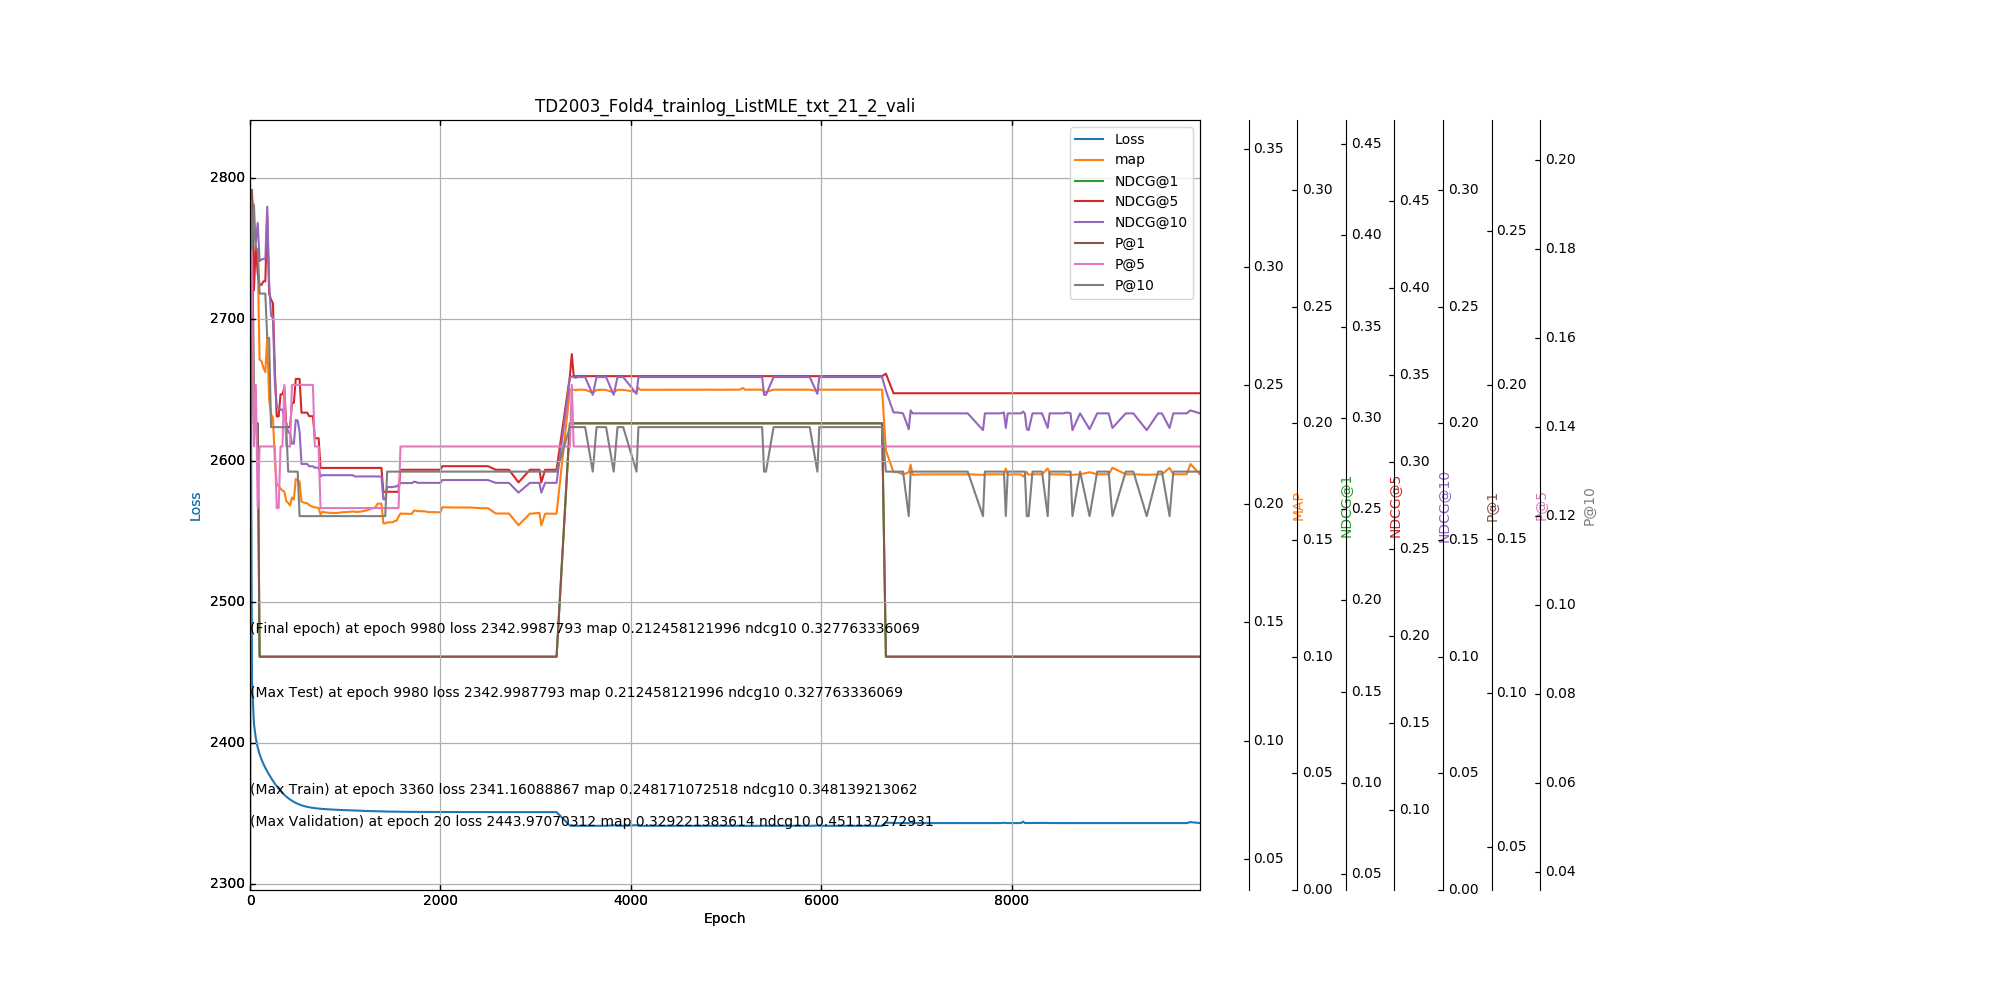 TD2003_Fold4_trainlog_ListMLE_txt_21_2_vali
Loss
map
NDCG@1
NDCG@5
NDCG@10
P@1
P@5
P@10
2800
2700
2600
2500
2400
2300
Loss
(Final epoch) at epoch 9980 loss 2342.9987793 map 0.212458121996 ndcg10 0.327763336069
(Max Test) at epoch 9980 loss 2342.9987793 map 0.212458121996 ndcg10 0.327763336069
(Max Train) at epoch 3360 loss 2341.16088867 map 0.248171072518 ndcg10 0.348139213062
(Max Validation) at epoch 20 loss 2443.97070312 map 0.329221383614 ndcg10 0.451137272931
0 2000 4000 6000 8000
Epoch
0.35
0.30
0.25
0.20
0.15
0.10
0.05
MAP
0.30
0.25
0.20
0.15
0.10
0.05
0.00
NDCG@1
0.45
0.40
0.35
0.30
0.25
0.20
0.15
0.10
0.05
NDCG@5
0.45
0.40
0.35
0.30
0.25
0.20
0.15
0.10
NDCG@10
0.30
0.25
0.20
0.15
0.10
0.05
0.00
P@1
0.25
0.20
0.15
0.10
0.05
P@5
0.20
0.18
0.16
0.14
0.12
0.10
0.08
0.06
0.04
P@10